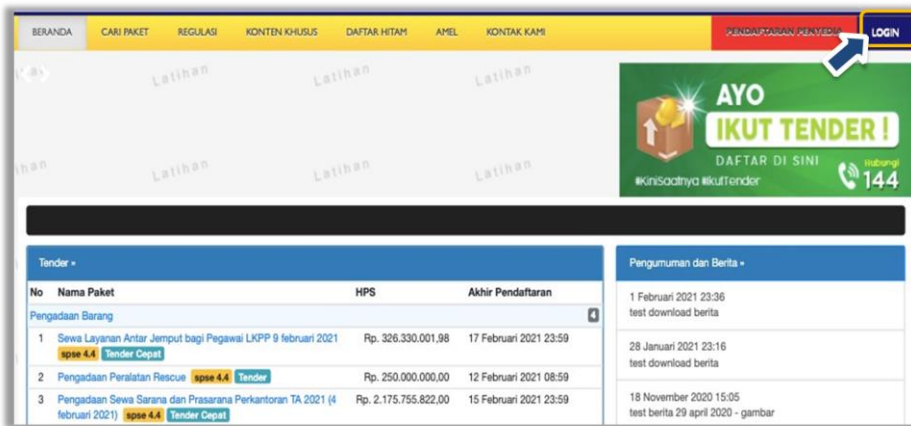 BERANDA CARI PAKET REGULASI KONTEN KHUSUS DAFTAR HITAM AMEL KONTAK KAMI PENDAFTARAN PENYEDIA LOGIN
Latihan Latihan Latihan
Latihan Latihan Latihan
AYO
IKUT TENDER !
DAFTAR DI SINI
#KiniSaatnya #IkutTender
Hubungi
144
Tender »
No Nama Paket HPS Akhir Pendaftaran
Pengadaan Barang 4
1 Sewa Layanan Antar Jemput bagi Pegawai LKPP 9 februari 2021 Rp. 326.330.001,98 17 Februari 2021 23:59
spse 4.4 Tender Cepat
2 Pengadaan Peralatan Rescue spse 4.4 Tender Rp. 250.000.000,00 12 Februari 2021 08:59
3 Pengadaan Sewa Sarana dan Prasarana Perkantoran TA 2021 (4 Rp. 2.175.755.822,00 15 Februari 2021 23:59
februari 2021) spse 4.4 Tender Cepat
Pengumuman dan Berita »
1 Februari 2021 23:36
test download berita
28 Januari 2021 23:16
test download berita
18 November 2020 15:05
test berita 29 april 2020 - gambar